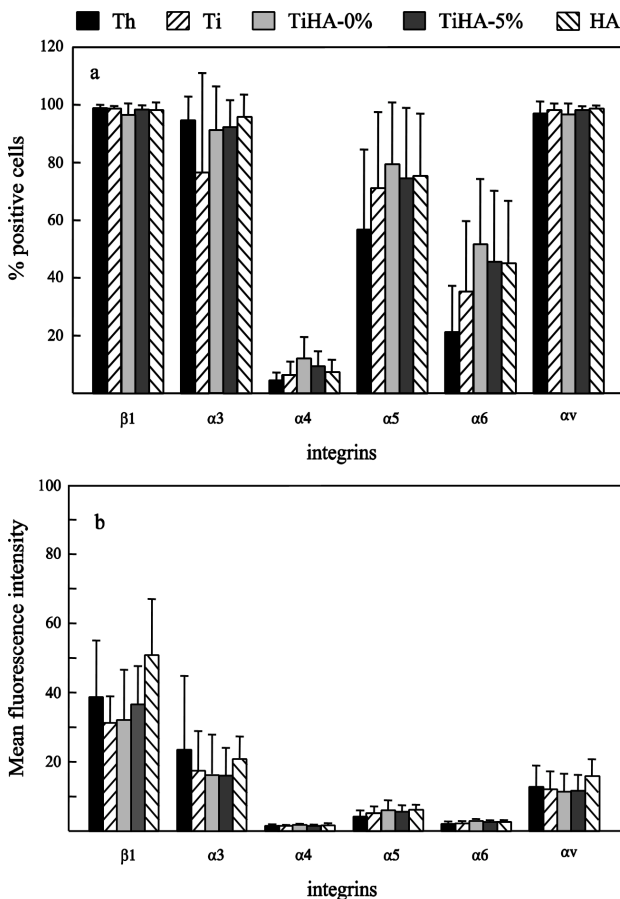 Th Ti TiHA-0% TiHA-5% HA
120
a
100
80
60
40
20
% positive cells
β1 α3 α4 α5 α6 αv
integrins
100
b
80
60
40
20
Mean fluorescence intensity
β1 α3 α4 α5 α6 αv
integrins